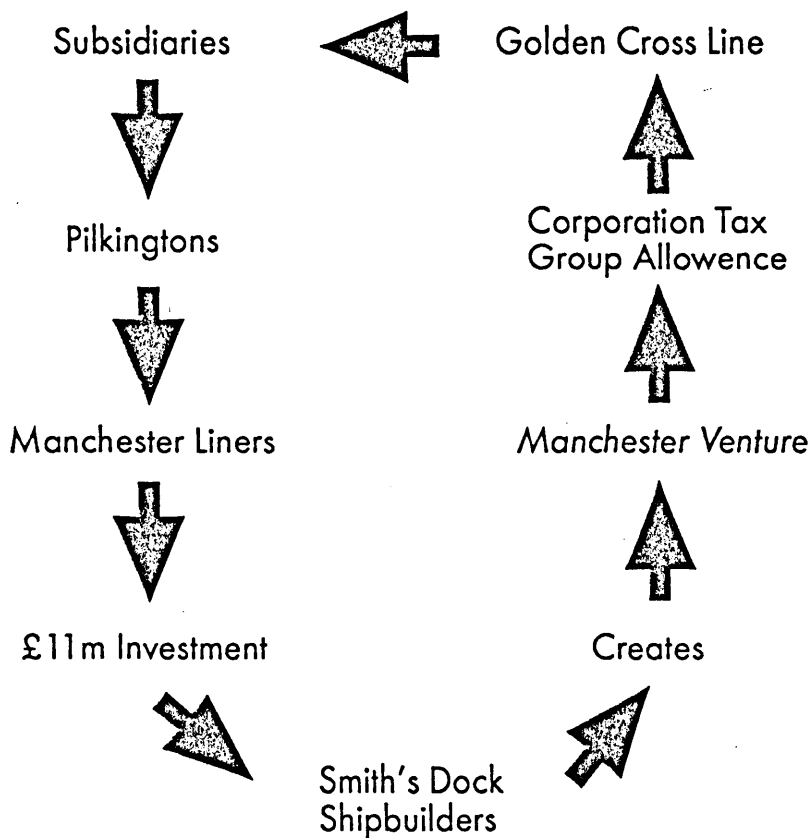 Subsidiaries
Golden Cross Line
Pilkingtons
Corporation Tax
Group Allowence
Manchester Liners
Manchester Venture
£11m Investment
Creates
Smith's Dock
Shipbuilders